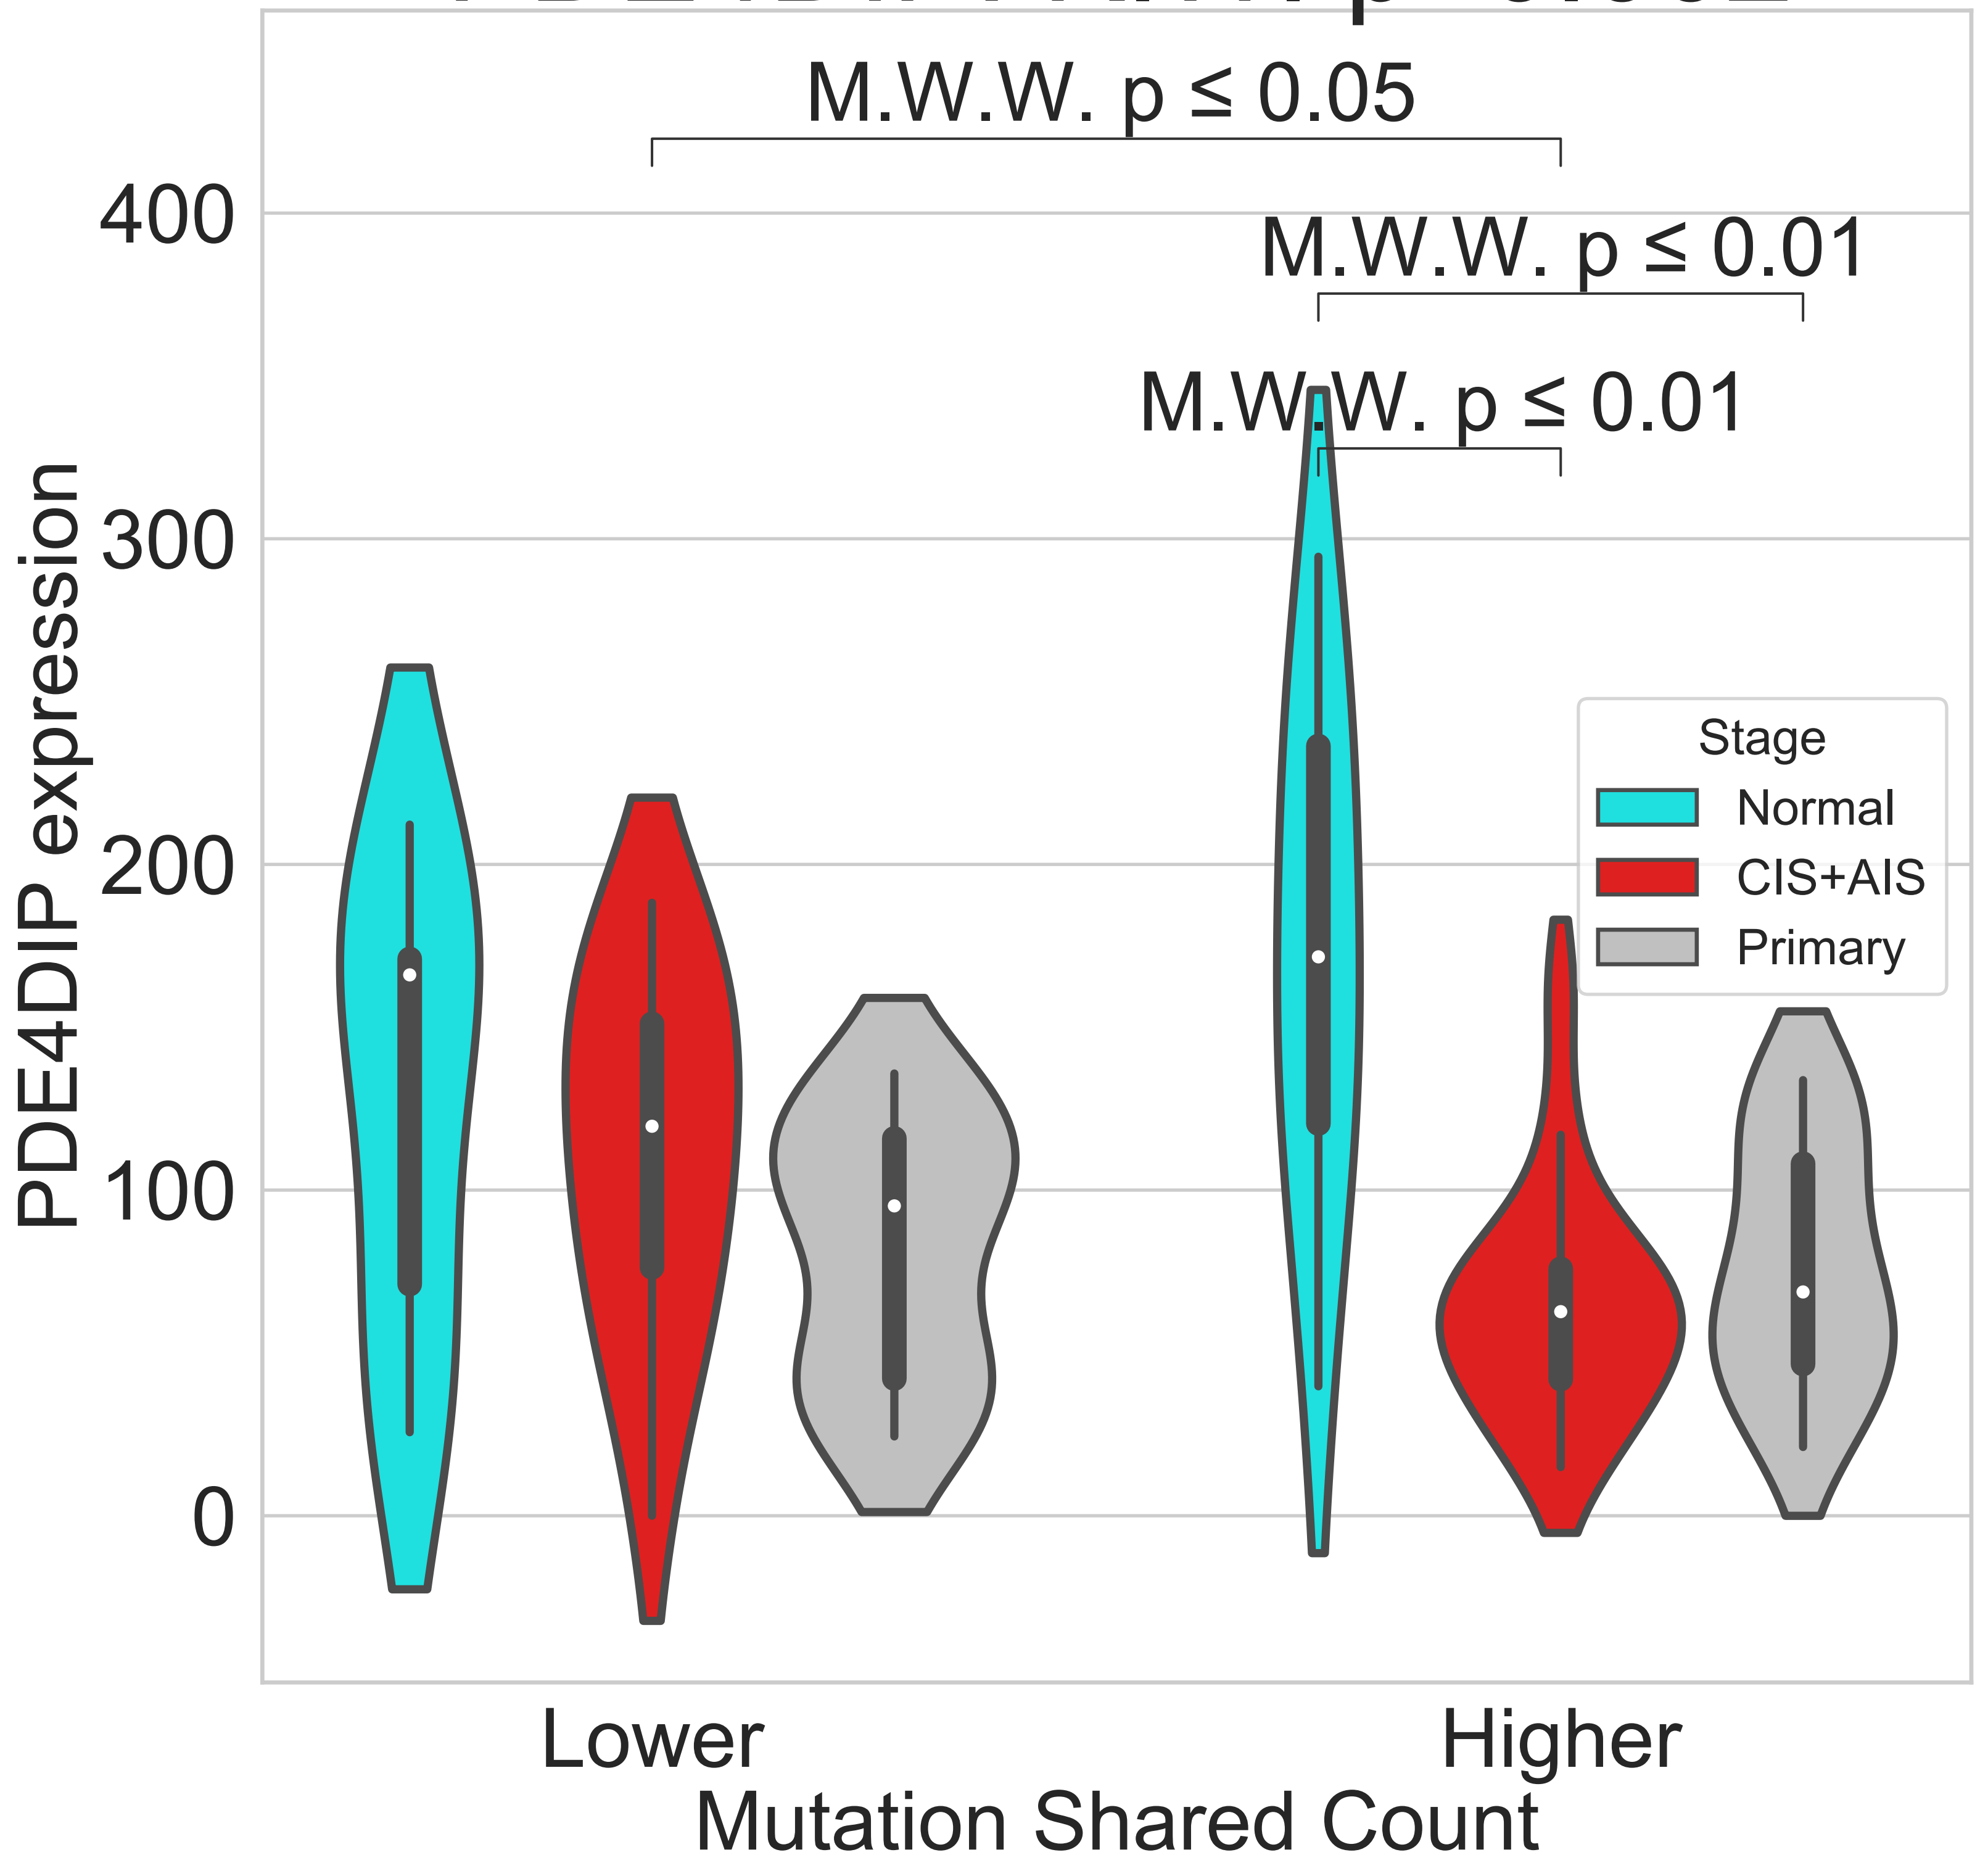 M.W.W. p ≤ 0.05
400
M.W.W. p ≤ 0.01
M.W.W. p ≤ 0.01
300
200
100
0
PDE4DIP expression
Stage
Normal
CIS+AIS
Primary
Lower
Higher
Mutation Shared Count